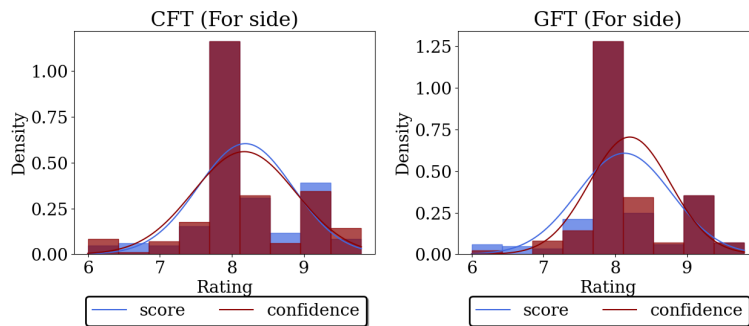 CFT (For side)
Density
1.00
0.75
0.50
0.25
0.00
6 7 8 9
Rating
score confidence
GFT (For side)
Density
1.25
1.00
0.75
0.50
0.25
0.00
6 7 8 9
Rating
score confidence